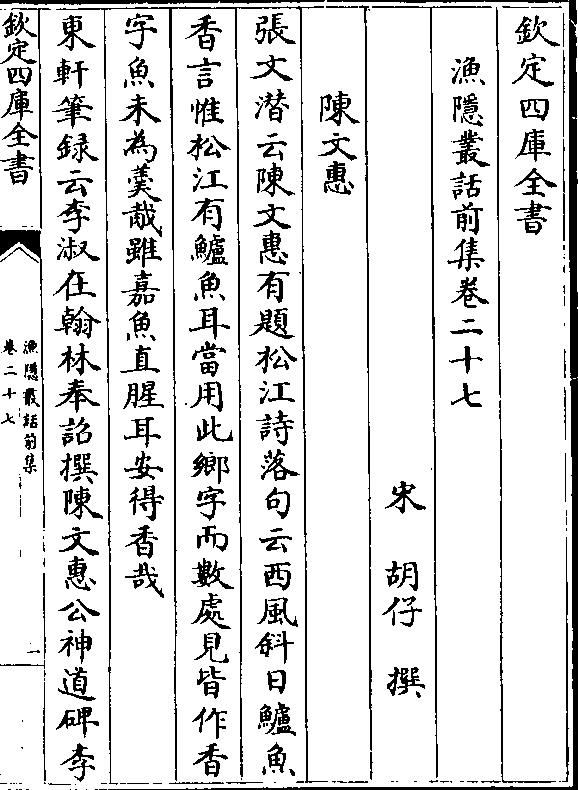 欽定四庫全書
漁隱叢話前集卷二十七
宋 胡仔 撰
陳文惠
張文潛云陳文惠有題松江詩落句云西風斜日鱸魚
香言惟松江有鱸魚耳當用此鄉字而數處見皆作香
字魚未為羹哉雖嘉魚直腥耳安得香哉
東軒筆録云李淑在翰林奉詔撰陳文惠公神道碑李
欽定四庫全書
漁隱叢話前集
卷二十七
一